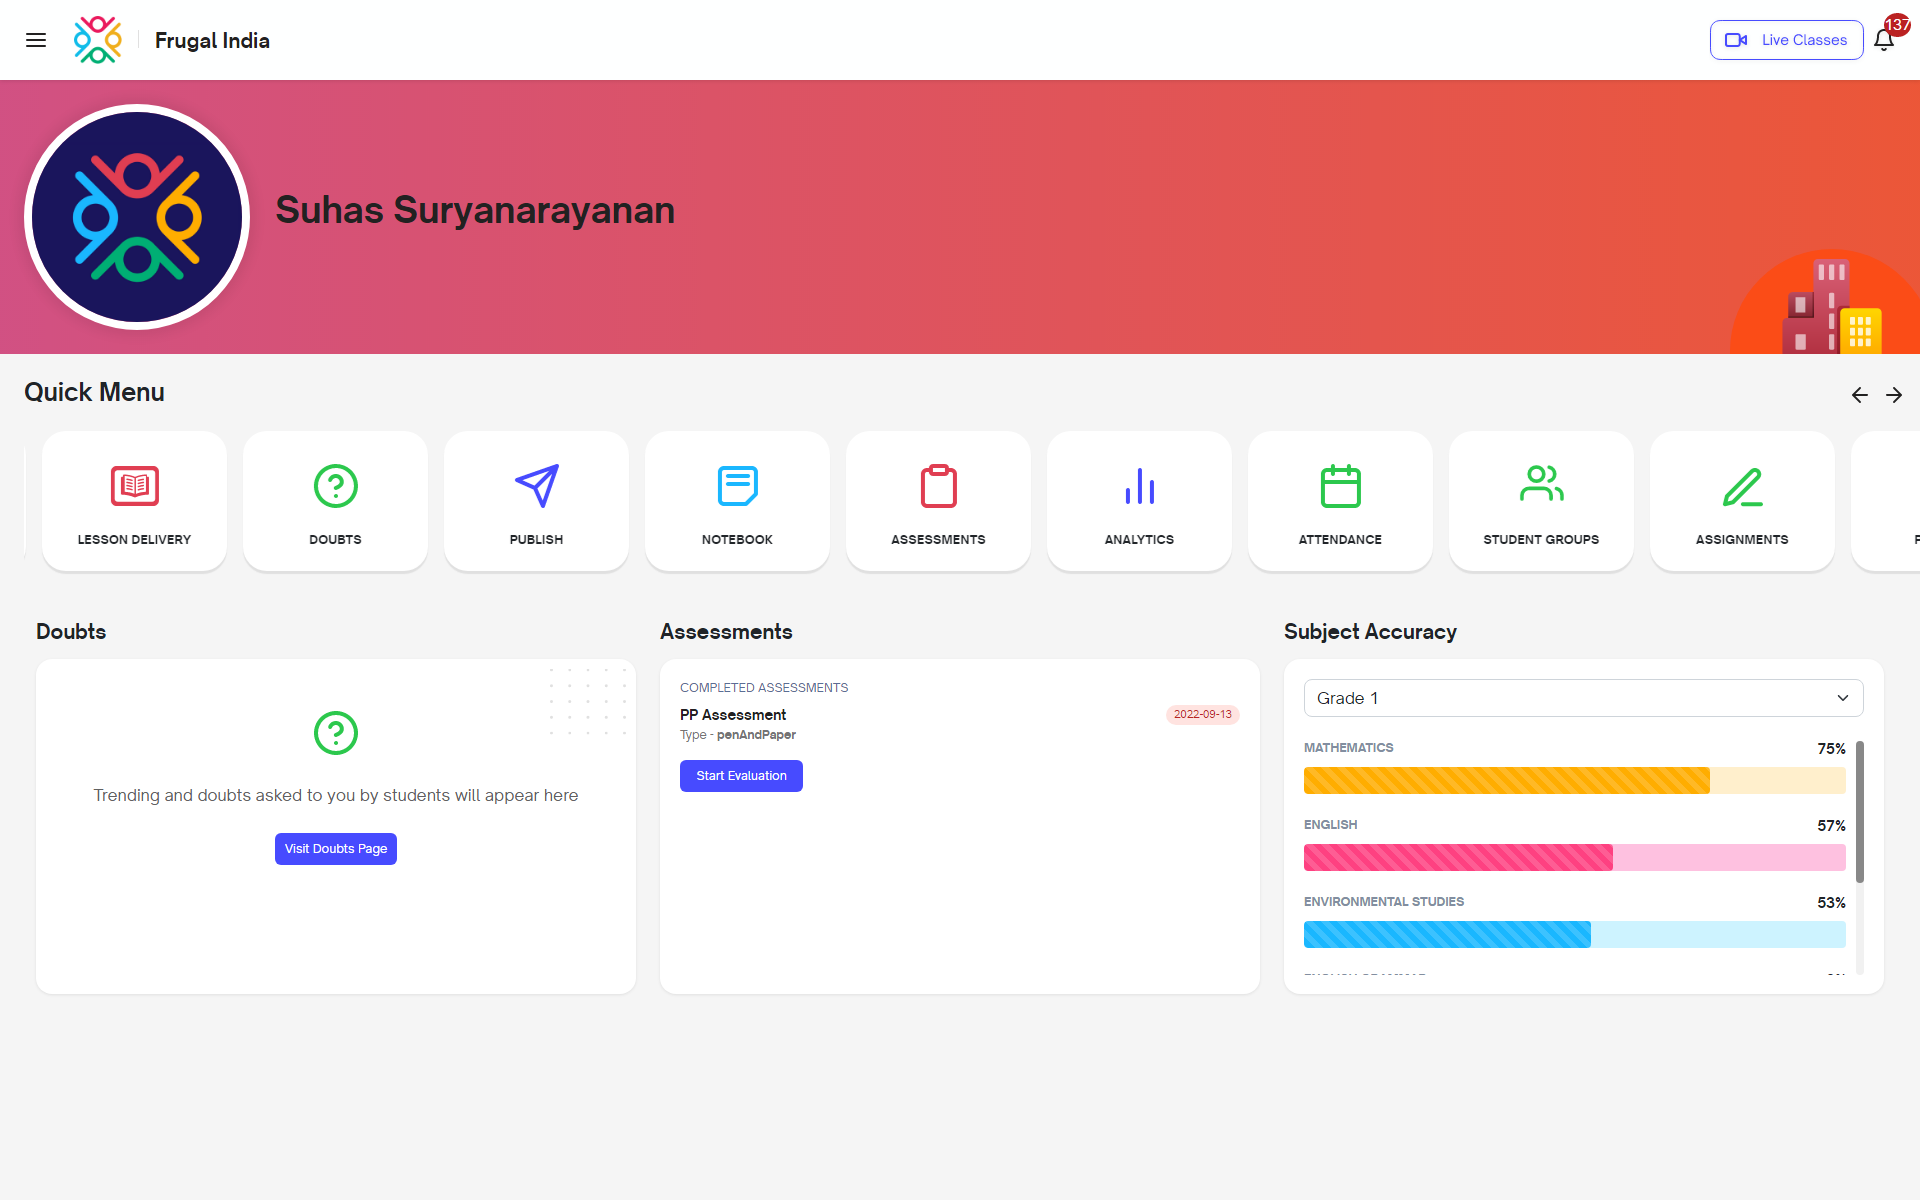 Frugal India
Live Classes
137
Suhas Suryanarayanan
Quick Menu
LESSON DELIVERY
DOUBTS
PUBLISH
NOTEBOOK
ASSESSMENTS
ANALYTICS
ATTENDANCE
STUDENT GROUPS
ASSIGNMENTS
Doubts
Trending and doubts asked to you by students will appear here
Visit Doubts Page
Assessments
COMPLETED ASSESSMENTS
PP Assessment
2022-09-13
Type - penAndPaper
Start Evaluation
Subject Accuracy
Grade 1
MATHEMATICS 75%
ENGLISH 57%
ENVIRONMENTAL STUDIES 53%